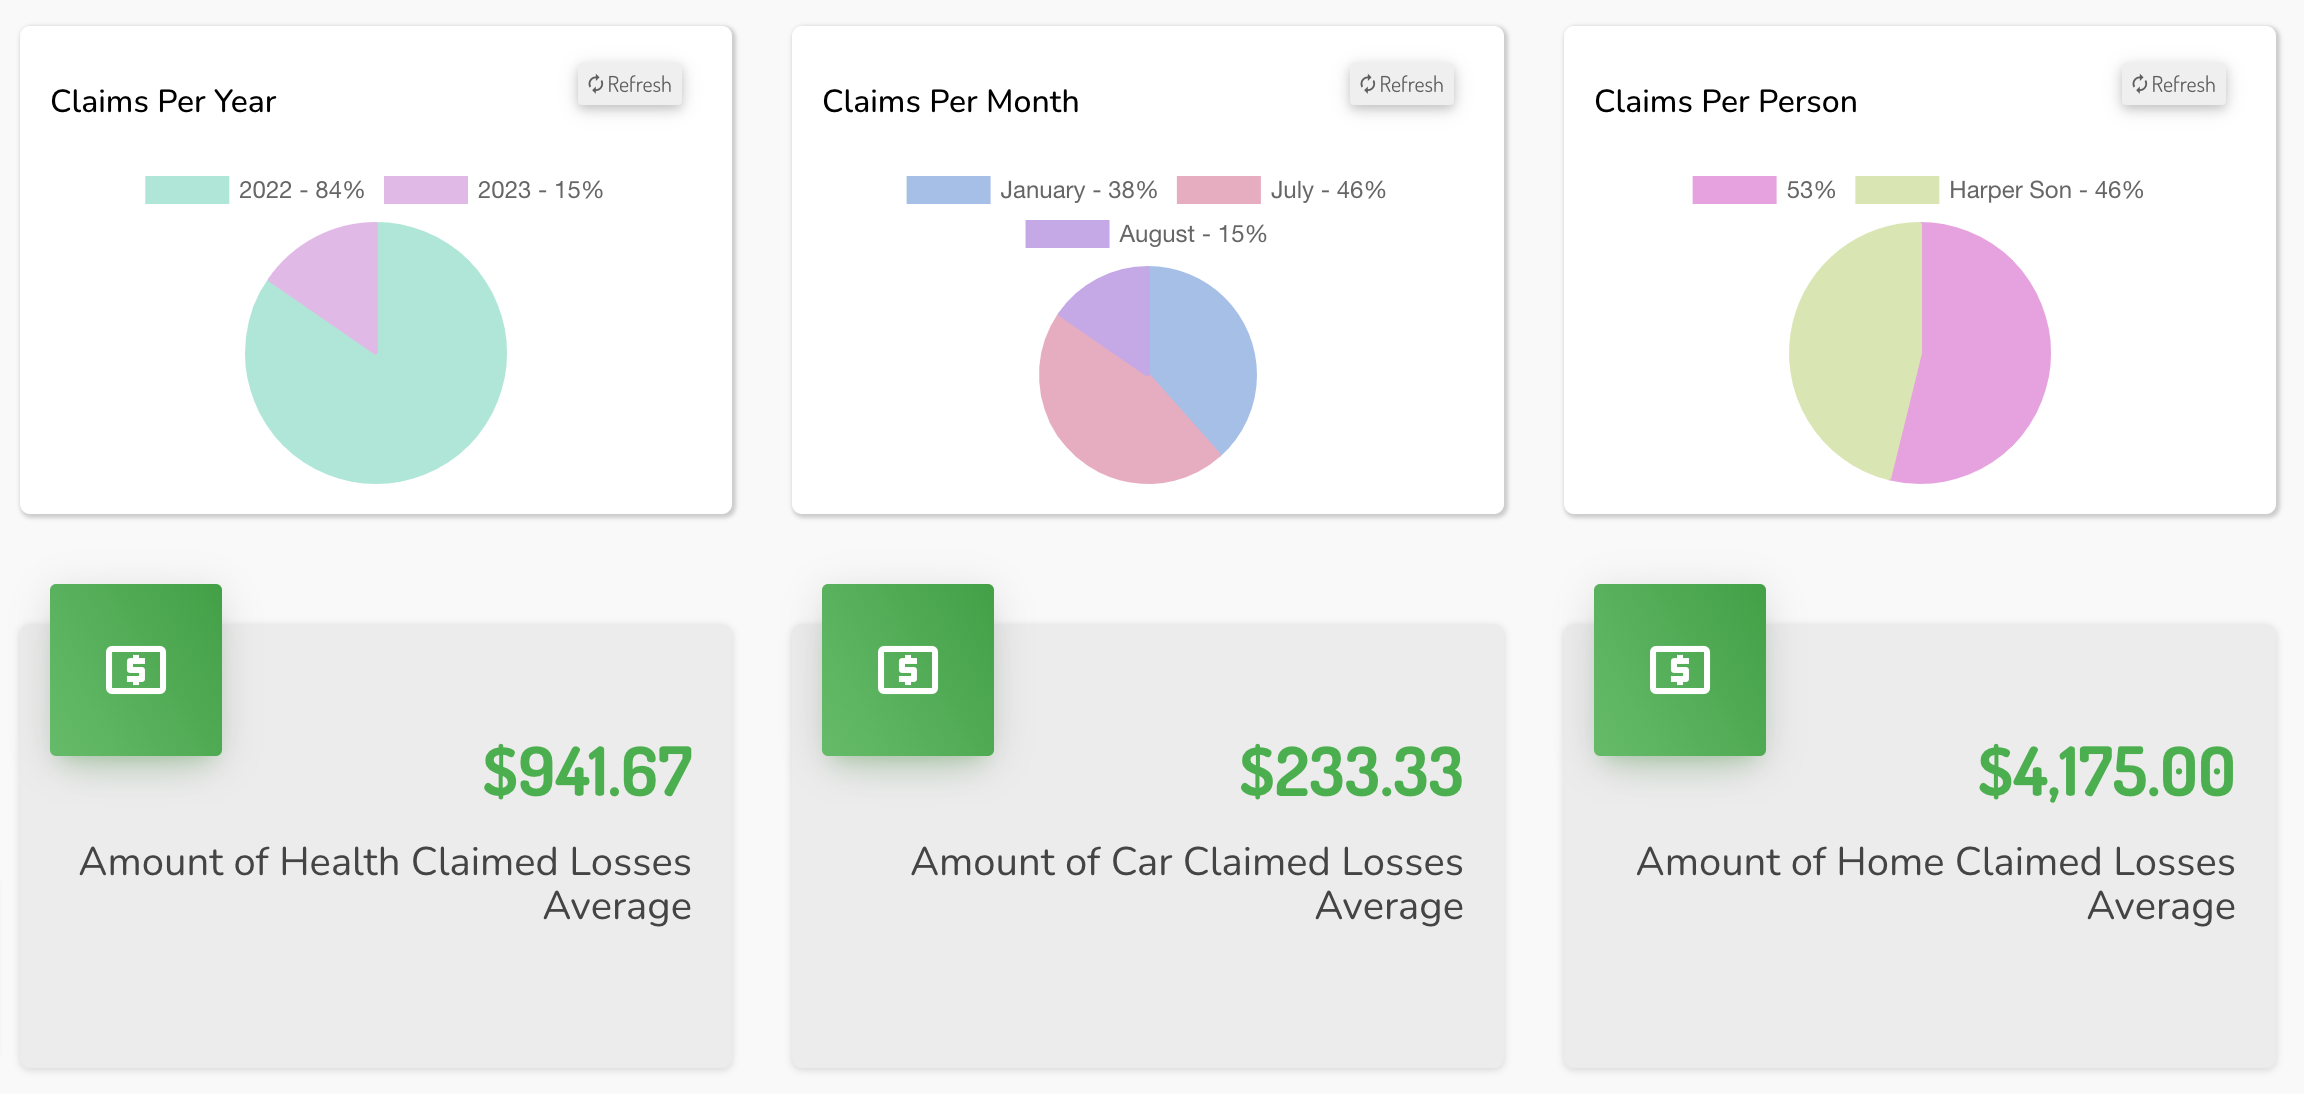 Claims Per Year
Refresh
2022 - 84%
2023 - 15%
Claims Per Month
Refresh
January - 38%
July - 46%
August - 15%
Claims Per Person
Refresh
53%
Harper Son - 46%
$941.67
Amount of Health Claimed Losses
Average
$233.33
Amount of Car Claimed Losses
Average
$4,175.00
Amount of Home Claimed Losses
Average